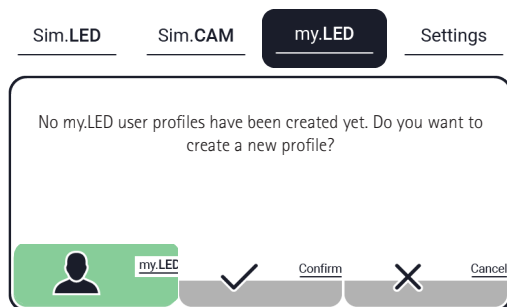 Sim.LED Sim.CAM my.LED Settings
No my.LED user profiles have been created yet. Do you want to
create a new profile?
my.LED Confirm Cancel